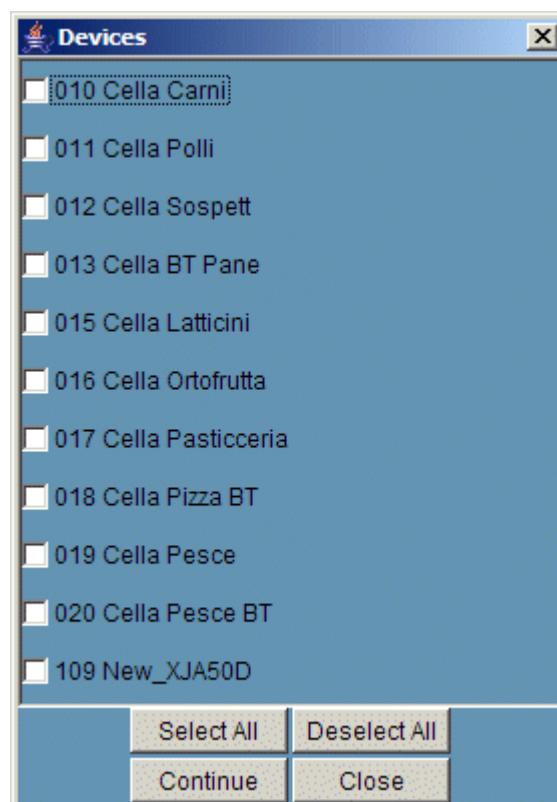 Devices
010 Cella Carni
011 Cella Polli
012 Cella Sospett
013 Cella BT Pane
015 Cella Latticini
016 Cella Ortofrutta
017 Cella Pasticceria
018 Cella Pizza BT
019 Cella Pesce
020 Cella Pesce BT
109 New_XJA50D
Select All Deselect All
Continue Close